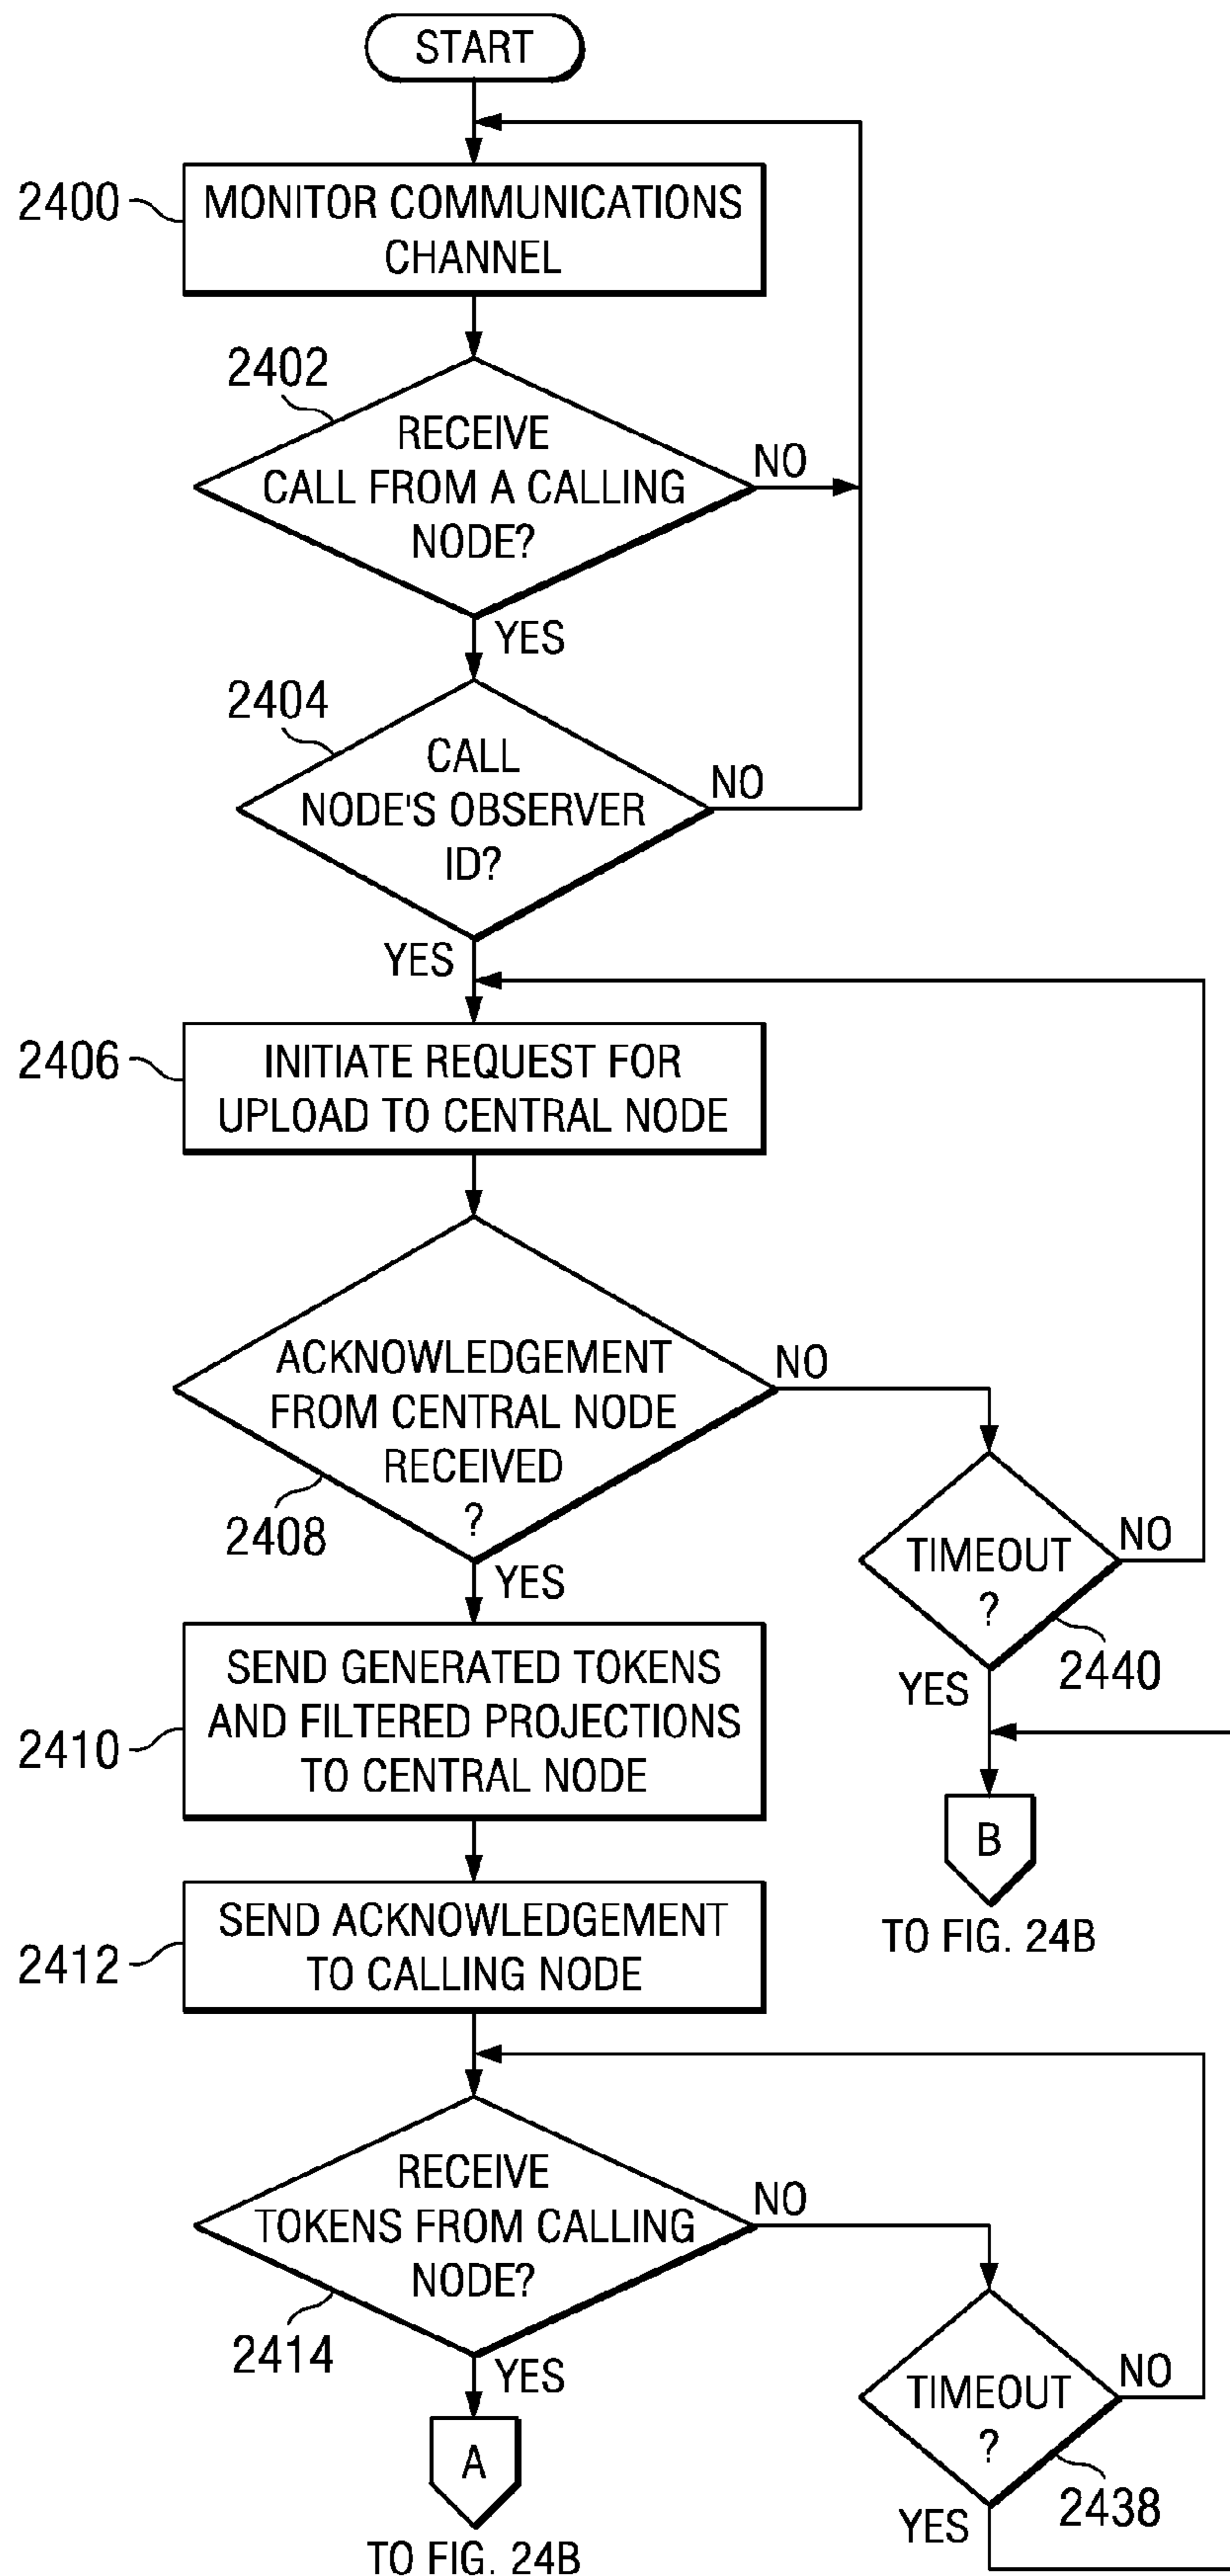 START
2400
MONITOR COMMUNICATIONS
CHANNEL
2402
RECEIVE
CALL FROM A CALLING
NODE?
NO
YES
2404
CALL
NODE'S OBSERVER
ID?
NO
YES
2406
INITIATE REQUEST FOR
UPLOAD TO CENTRAL NODE
ACKNOWLEDGEMENT
FROM CENTRAL NODE
RECEIVED
?
NO
2408
YES
TIMEOUT
?
NO
2440
YES
2410
SEND GENERATED TOKENS
AND FILTERED PROJECTIONS
TO CENTRAL NODE
B
TO FIG. 24B
2412
SEND ACKNOWLEDGEMENT
TO CALLING NODE
RECEIVE
TOKENS FROM CALLING
NODE?
NO
2414
YES
TIMEOUT
?
NO
2438
YES
A
TO FIG. 24B